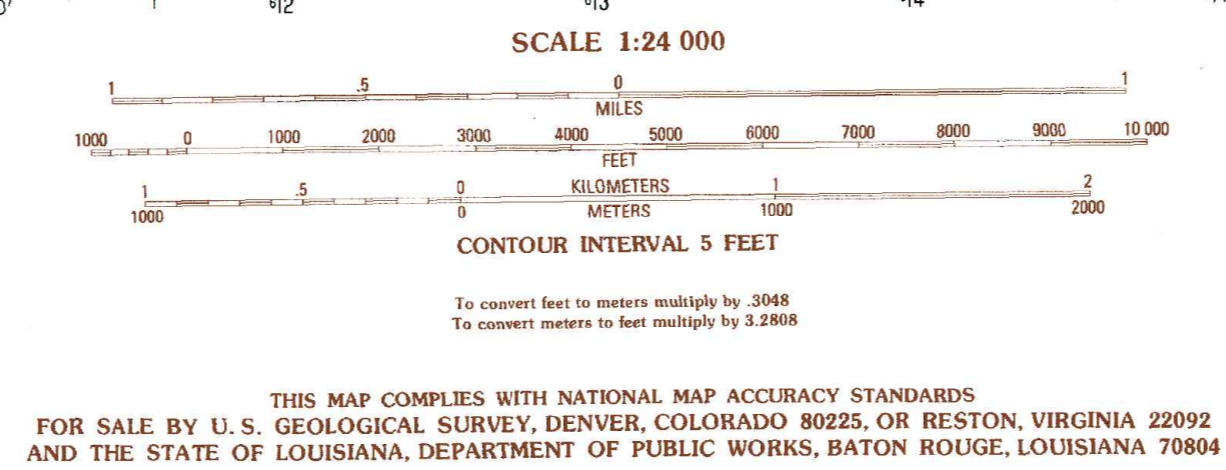 612 613 614
SCALE 1:24 000
1 .5 0 1
MILES
1000 0 1000 2000 3000 4000 5000 6000 7000 8000 9000 10 000
FEET
1 .5 0 KILOMETERS 1 2
1000 0 METERS 1000 2000
CONTOUR INTERVAL 5 FEET
To convert feet to meters multiply by .3048
To convert meters to feet multiply by 3.2808
THIS MAP COMPLIES WITH NATIONAL MAP ACCURACY STANDARDS
FOR SALE BY U. S. GEOLOGICAL SURVEY, DENVER, COLORADO 80225, OR RESTON, VIRGINIA 22092
AND THE STATE OF LOUISIANA, DEPARTMENT OF PUBLIC WORKS, BATON ROUGE, LOUISIANA 70804